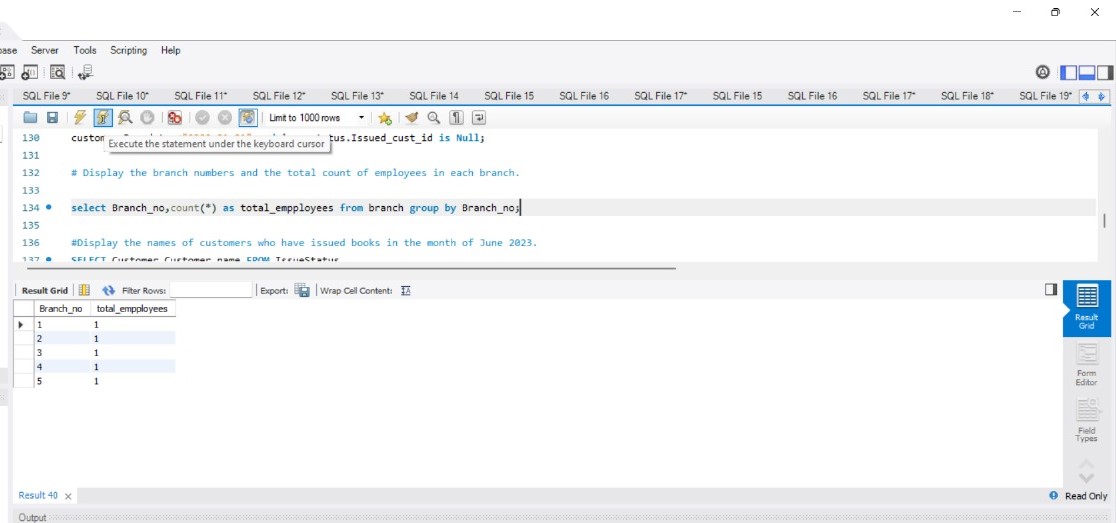 Server Tools Scripting Help
SQL File 9* SQL File 10* SQL File 11* SQL File 12* SQL File 13* SQL File 14 SQL File 15 SQL File 16 SQL File 17* SQL File 15 SQL File 16 SQL File 17* SQL File 18* SQL File 19*
Limit to 1000 rows
130 is Null;
Execute the statement under the keyboard cursor
131
132 # Display the branch numbers and the total count of employees in each branch.
133
134 select Branch_no,count(*) as total_empployees from branch group by Branch_no;
135
136 #Display the names of customers who have issued books in the month of June 2023.
137 SELECT Customer.Customer_name FROM IssueStatus
Result Grid Filter Rows: Export: Wrap Cell Content:
Branch_no total_empployees
1 1
2 1
3 1
4 1
5 1
Result Grid
Form Editor
Field Types
Result 40 Read Only
Output